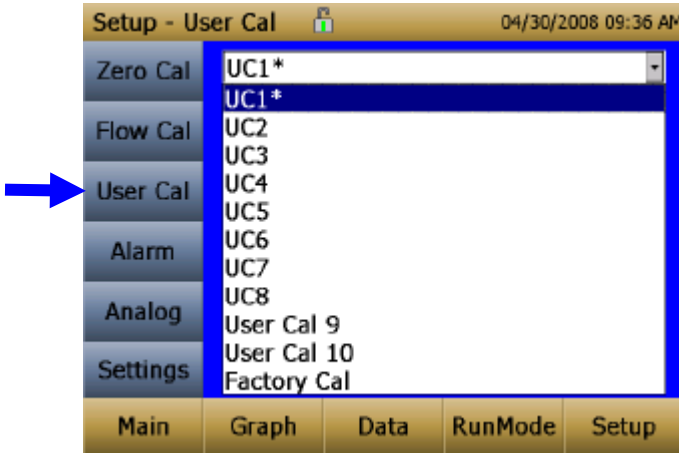 Setup - User Cal 04/30/2008 09:36 AM
Zero Cal
Flow Cal
User Cal
Alarm
Analog
Settings
UC1*
UC1*
UC2
UC3
UC4
UC5
UC6
UC7
UC8
User Cal 9
User Cal 10
Factory Cal
Main Graph Data RunMode Setup